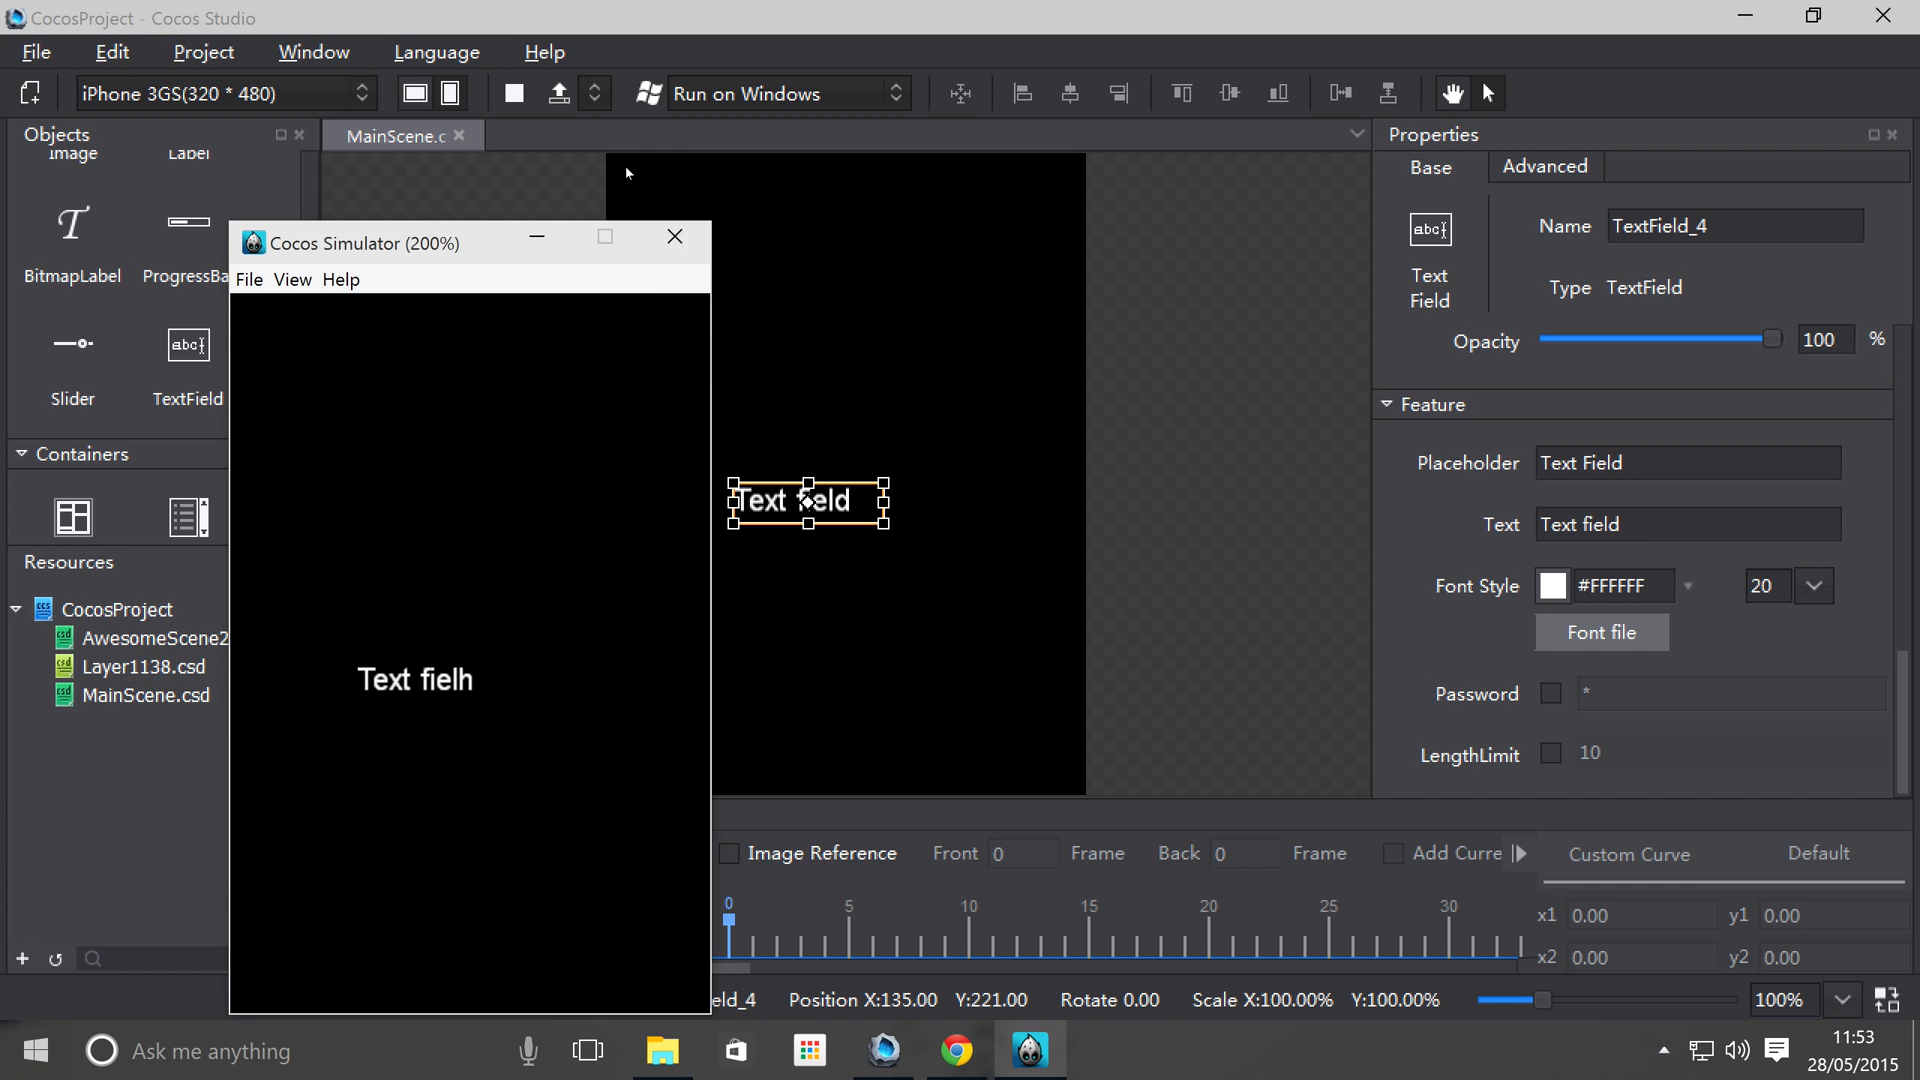 CocosProject - Cocos Studio
File Edit Project Window Language Help
iPhone 3GS(320 * 480) Run on Windows
Objects MainScene.c Properties
Image Label Base Advanced
BitmapLabel ProgressBa
Slider TextField
Containers
Resources
CocosProject
AwesomeScene2
Layer1138.csd
MainScene.csd
Cocos Simulator (200%)
File View Help
Text fielh
Text field
abc
abc
Text
Field
Name TextField_4
Type TextField
Opacity 100 %
Feature
Placeholder Text Field
Text Text field
Font Style #FFFFFF 20
Font file
Password *
LengthLimit 10
Image Reference Front 0 Frame Back 0 Frame Add Curre Custom Curve Default
0 5 10 15 20 25 30
x1 0.00 y1 0.00
x2 0.00 y2 0.00
eld_4 Position X:135.00 Y:221.00 Rotate 0.00 Scale X:100.00% Y:100.00% 100%
Ask me anything
11:53
28/05/2015